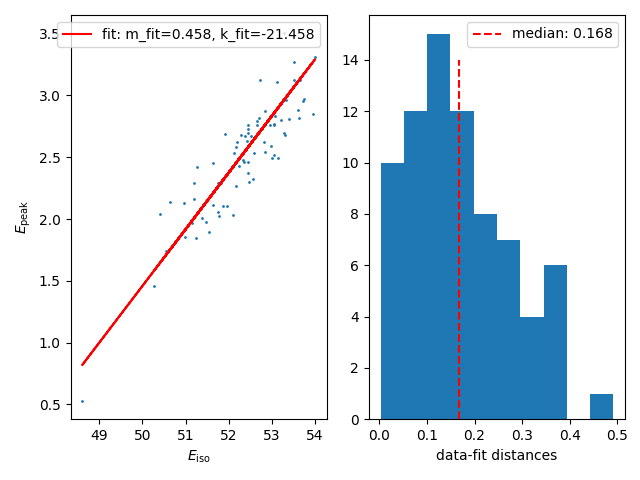 fit: m_fit=0.458, k_fit=-21.458
3.5
3.0
2.5
2.0
1.5
1.0
0.5
E_peak
49 50 51 52 53 54
E_iso
median: 0.168
14
12
10
8
6
4
2
0
0.0 0.1 0.2 0.3 0.4 0.5
data-fit distances